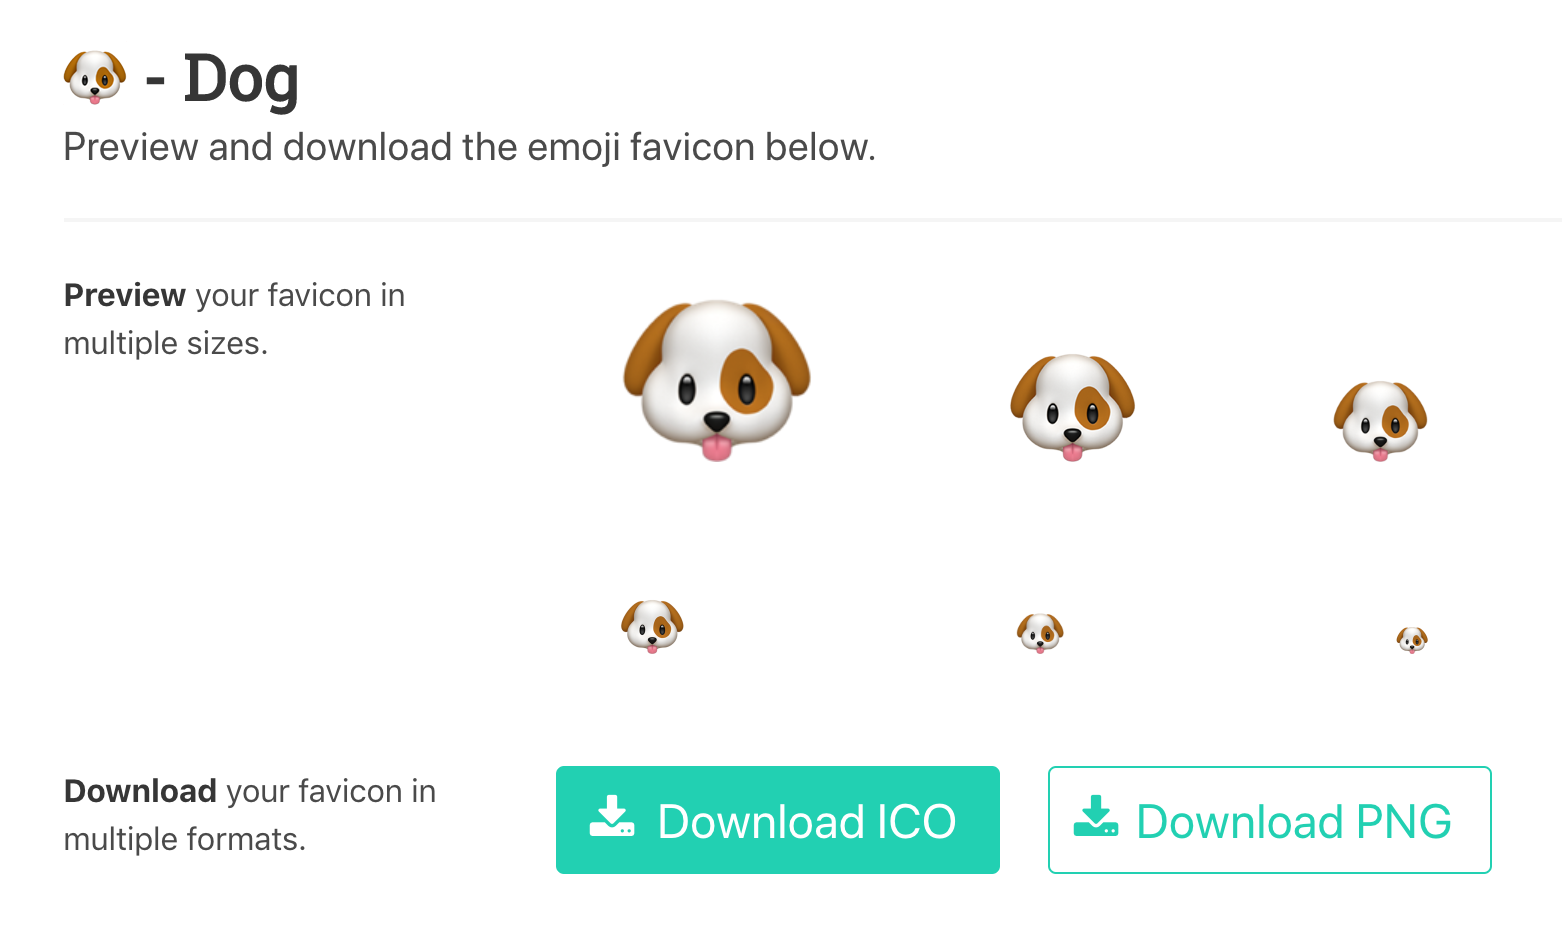 - Dog
Preview and download the emoji favicon below.
Preview your favicon in
multiple sizes.
Download your favicon in
multiple formats.
Download ICO
Download PNG